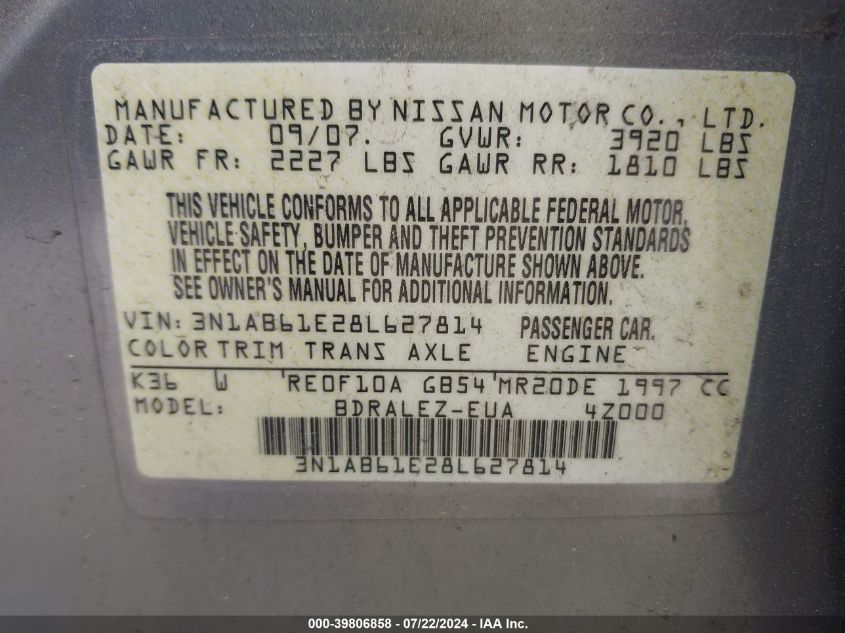 MANUFACTURED BY NISSAN MOTOR CO., LTD.
DATE: 09/07. GVWR: 3920 LBS
GAWR FR: 2227 LBS GAWR RR: 1810 LBS
THIS VEHICLE CONFORMS TO ALL APPLICABLE FEDERAL MOTOR,
VEHICLE SAFETY, BUMPER AND THEFT PREVENTION STANDARDS
IN EFFECT ON THE DATE OF MANUFACTURE SHOWN ABOVE.
SEE OWNER'S MANUAL FOR ADDITIONAL INFORMATION.
VIN: 3N1AB61E28L627814 PASSENGER CAR.
COLOR TRIM TRANS AXLE ENGINE
K36 W 'RE0F10A GB54'MR20DE 1997 CC
MODEL: BDRALEZ-EUA 4Z000
3N1AB61E28L627814
000-39806858 - 07/22/2024 - IAAI Inc.